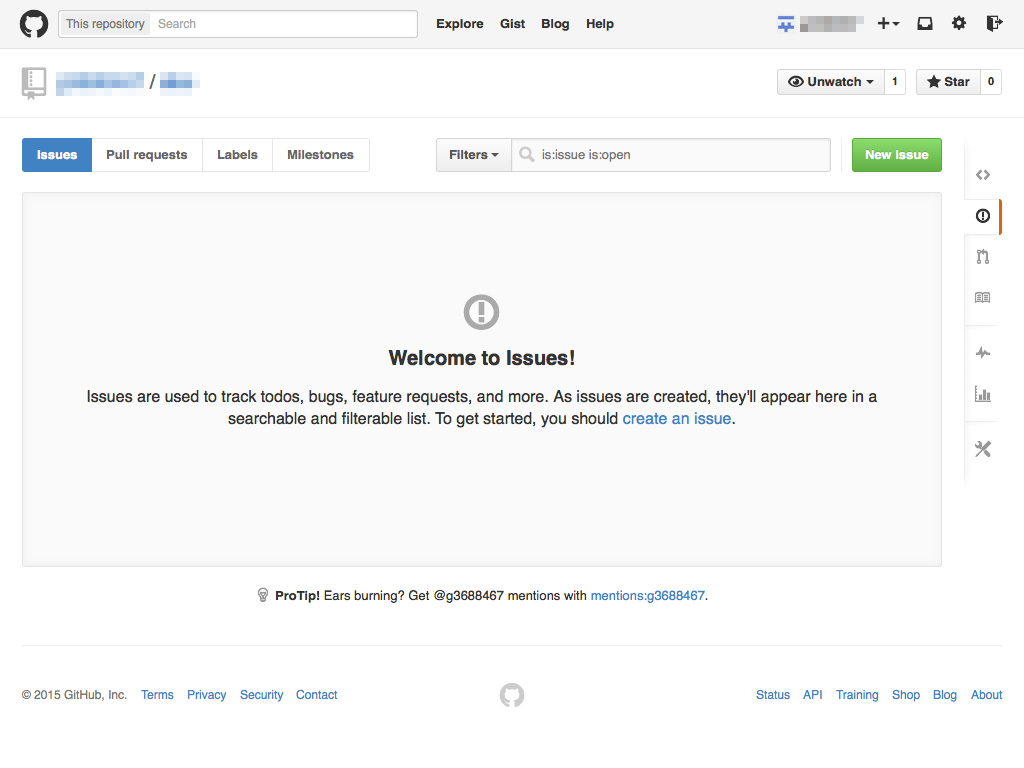 This repository Search Explore Gist Blog Help
/ Unwatch 1 Star 0
Issues Pull requests Labels Milestones Filters is:issue is:open New issue
Welcome to Issues!
Issues are used to track todos, bugs, feature requests, and more. As issues are created, they'll appear here in a
searchable and filterable list. To get started, you should create an issue.
ProTip! Ears burning? Get @g3688467 mentions with mentions:g3688467.
© 2015 GitHub, Inc. Terms Privacy Security Contact Status API Training Shop Blog About